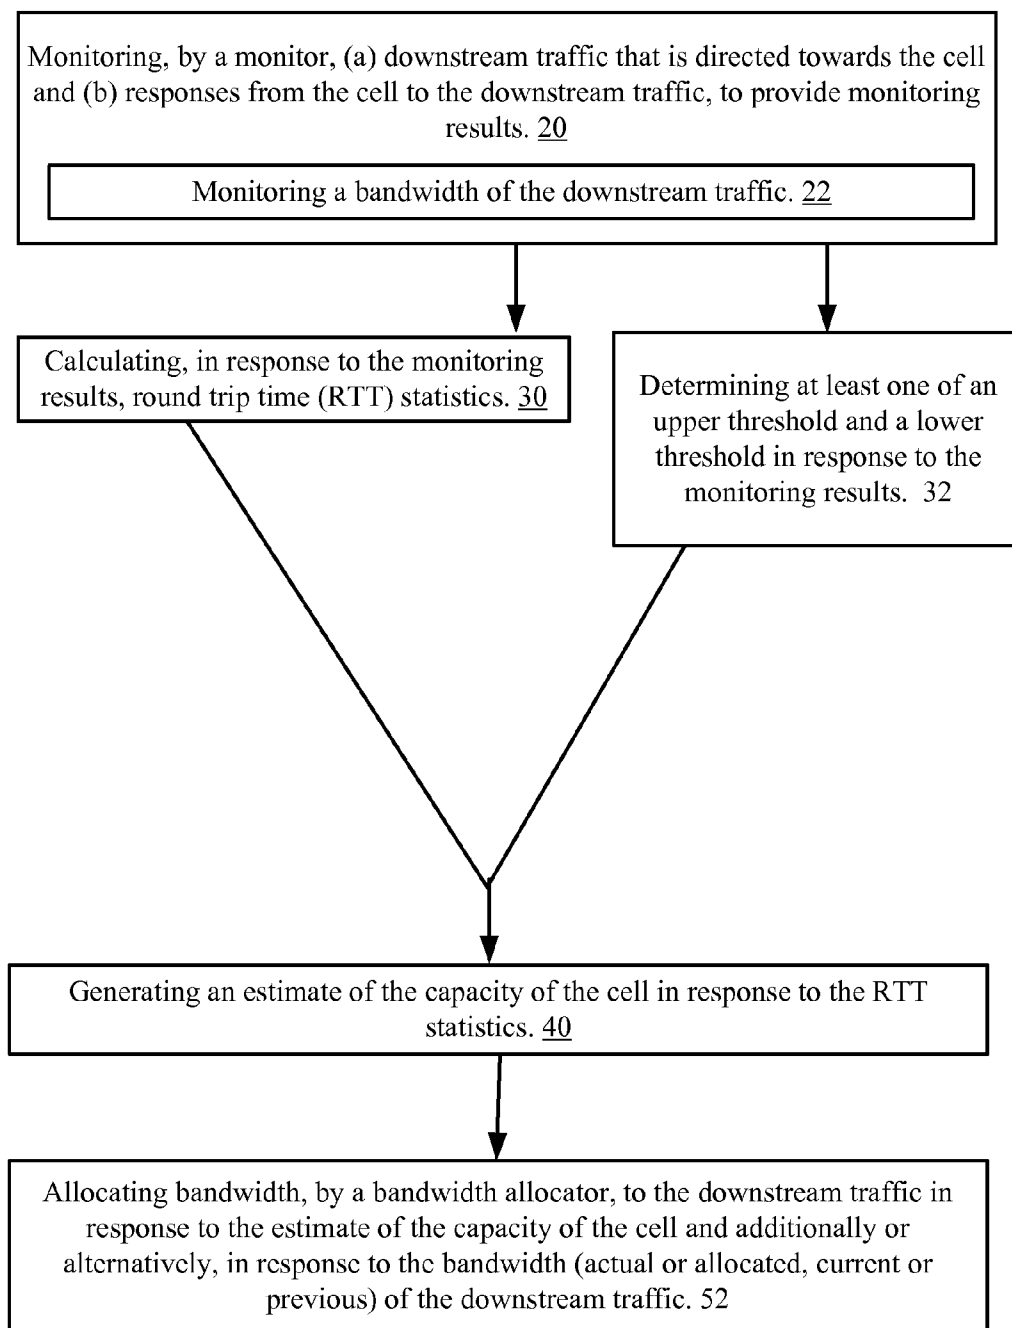 Monitoring, by a monitor, (a) downstream traffic that is directed towards the cell
and (b) responses from the cell to the downstream traffic, to provide monitoring
results. 20
Monitoring a bandwidth of the downstream traffic. 22
Calculating, in response to the monitoring
results, round trip time (RTT) statistics. 30
Determining at least one of an
upper threshold and a lower
threshold in response to the
monitoring results. 32
Generating an estimate of the capacity of the cell in response to the RTT
statistics. 40
Allocating bandwidth, by a bandwidth allocator, to the downstream traffic in
response to the estimate of the capacity of the cell and additionally or
alternatively, in response to the bandwidth (actual or allocated, current or
previous) of the downstream traffic. 52